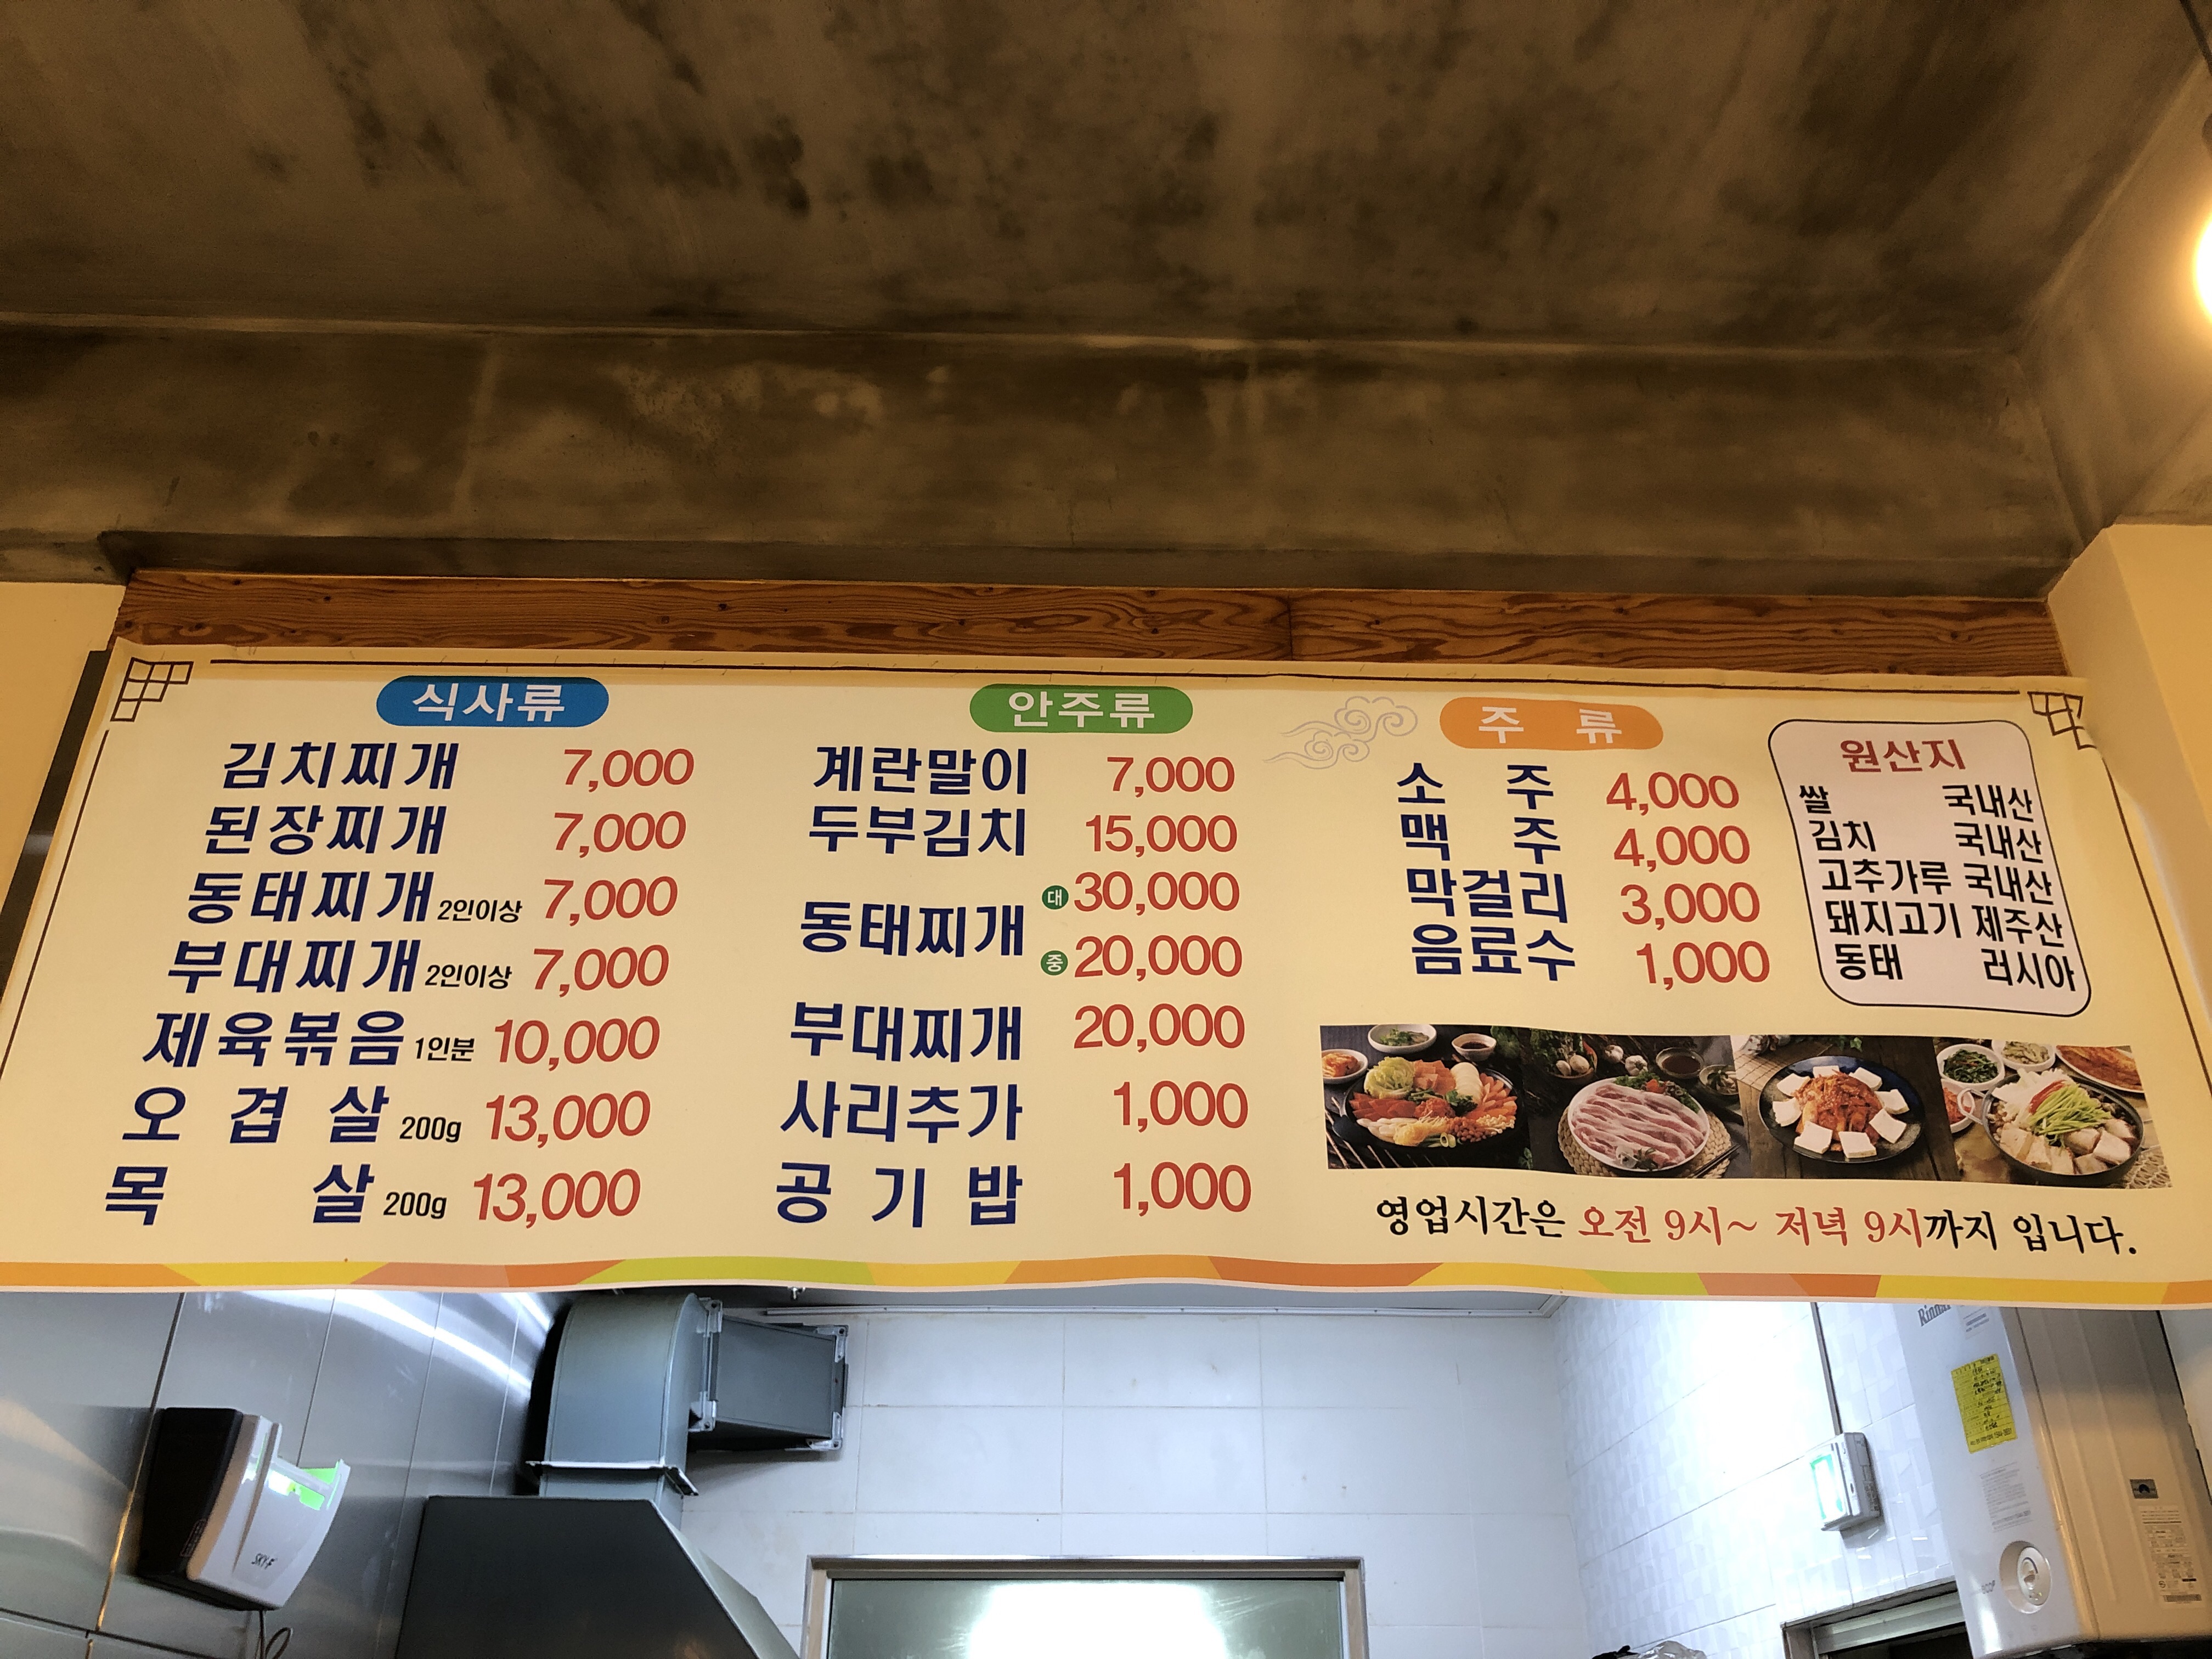 식사류
김치찌개 7,000
된장찌개 7,000
동태찌개 2인이상 7,000
부대찌개 2인이상 7,000
제육볶음 1인분 10,000
오겹살 200g 13,000
목살 200g 13,000
안주류
계란말이 7,000
두부김치 15,000
동태찌개 대 30,000
중 20,000
부대찌개 20,000
사리추가 1,000
공기밥 1,000
주류
소주 4,000
맥주 4,000
막걸리 3,000
음료수 1,000
원산지
쌀 국내산
김치 국내산
고추가루 국내산
돼지고기 제주산
동태 러시아
영업시간은 오전 9시~ 저녁 9시까지 입니다.